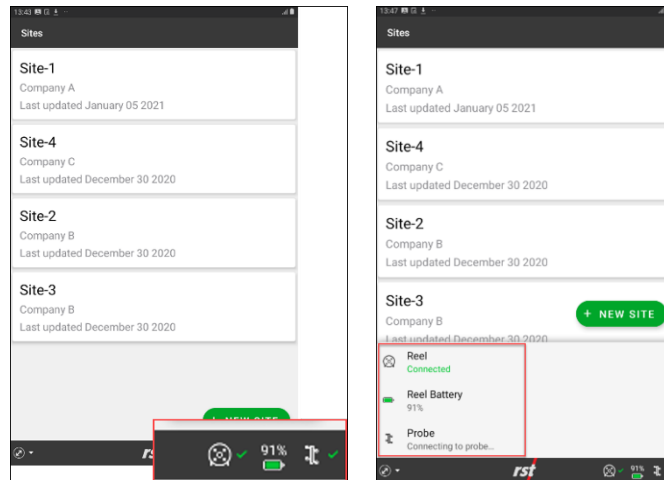 13:43
Sites
Site-1
Company A
Last updated January 05 2021
Site-4
Company C
Last updated December 30 2020
Site-2
Company B
Last updated December 30 2020
Site-3
Company B
Last updated December 30 2020
+ NEW SITE
91%
13:47
Sites
Site-1
Company A
Last updated January 05 2021
Site-4
Company C
Last updated December 30 2020
Site-2
Company B
Last updated December 30 2020
Site-3
Company B
+ NEW SITE
Last updated December 30 2020
Reel
Connected
Reel Battery
91%
Probe
Connecting to probe...
rst
91%